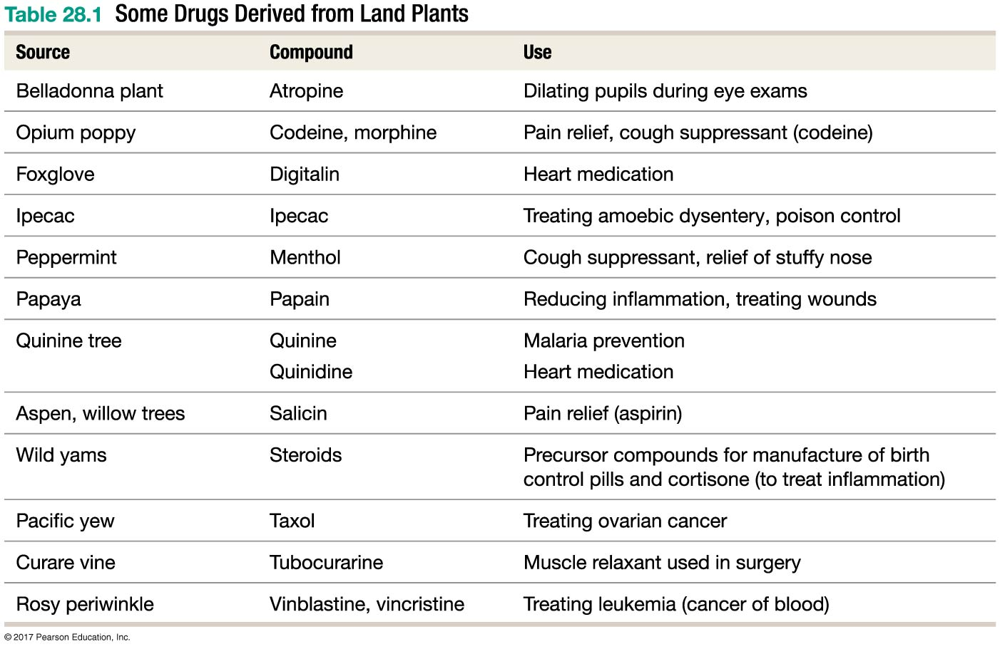 Table 28.1 Some Drugs Derived from Land Plants
Source Compound Use
Belladonna plant Atropine Dilating pupils during eye exams
Opium poppy Codeine, morphine Pain relief, cough suppressant (codeine)
Foxglove Digitalin Heart medication
Ipecac Ipecac Treating amoebic dysentery, poison control
Peppermint Menthol Cough suppressant, relief of stuffy nose
Papaya Papain Reducing inflammation, treating wounds
Quinine tree Quinine Malaria prevention
Quinidine Heart medication
Aspen, willow trees Salicin Pain relief (aspirin)
Wild yams Steroids Precursor compounds for manufacture of birth
control pills and cortisone (to treat inflammation)
Pacific yew Taxol Treating ovarian cancer
Curare vine Tubocurarine Muscle relaxant used in surgery
Rosy periwinkle Vinblastine, vincristine Treating leukemia (cancer of blood)
© 2017 Pearson Education, Inc.